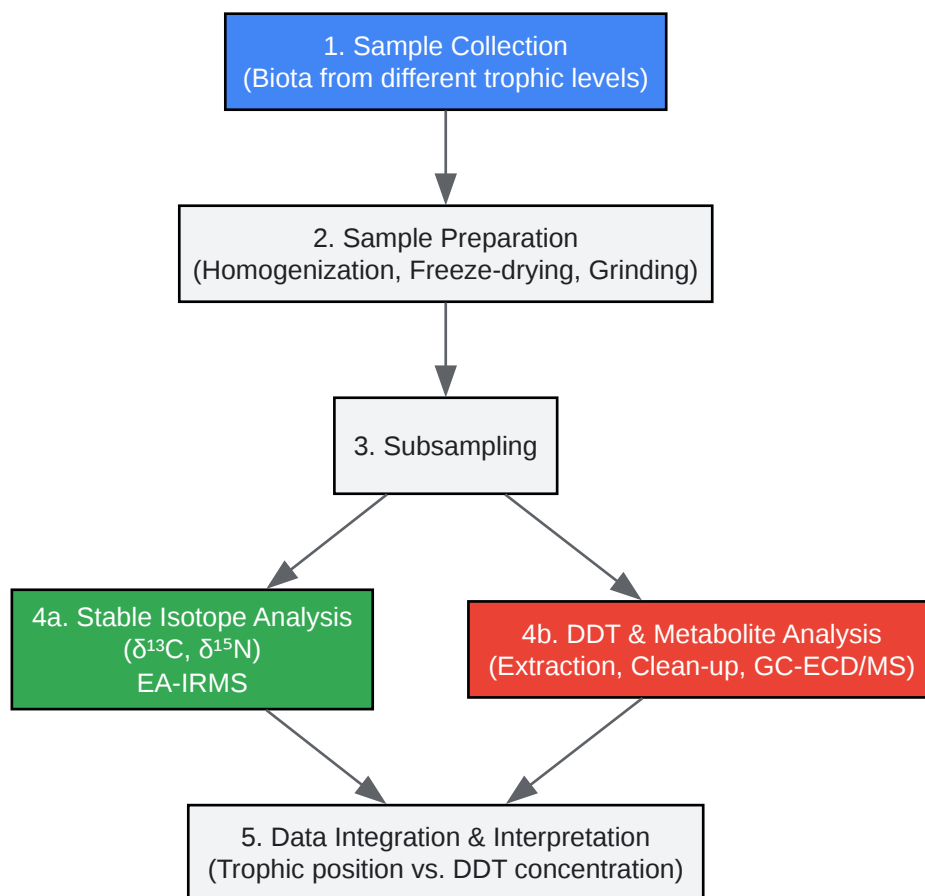 1. Sample Collection
(Biota from different trophic levels)
2. Sample Preparation
(Homogenization, Freeze-drying, Grinding)
3. Subsampling
4a. Stable Isotope Analysis
(δ¹³C, δ¹⁵N)
EA-IRMS
4b. DDT & Metabolite Analysis
(Extraction, Clean-up, GC-ECD/MS)
5. Data Integration & Interpretation
(Trophic position vs. DDT concentration)